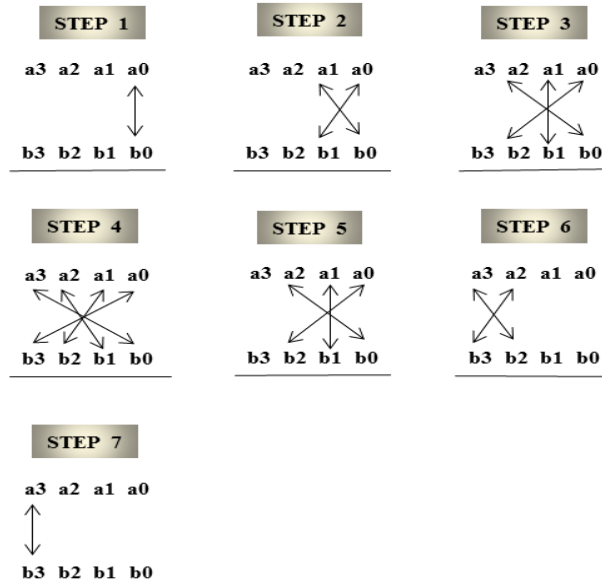 STEP 1
a3 a2 a1 a0
b3 b2 b1 b0
STEP 2
a3 a2 a1 a0
b3 b2 b1 b0
STEP 3
a3 a2 a1 a0
b3 b2 b1 b0
STEP 4
a3 a2 a1 a0
b3 b2 b1 b0
STEP 5
a3 a2 a1 a0
b3 b2 b1 b0
STEP 6
a3 a2 a1 a0
b3 b2 b1 b0
STEP 7
a3 a2 a1 a0
b3 b2 b1 b0